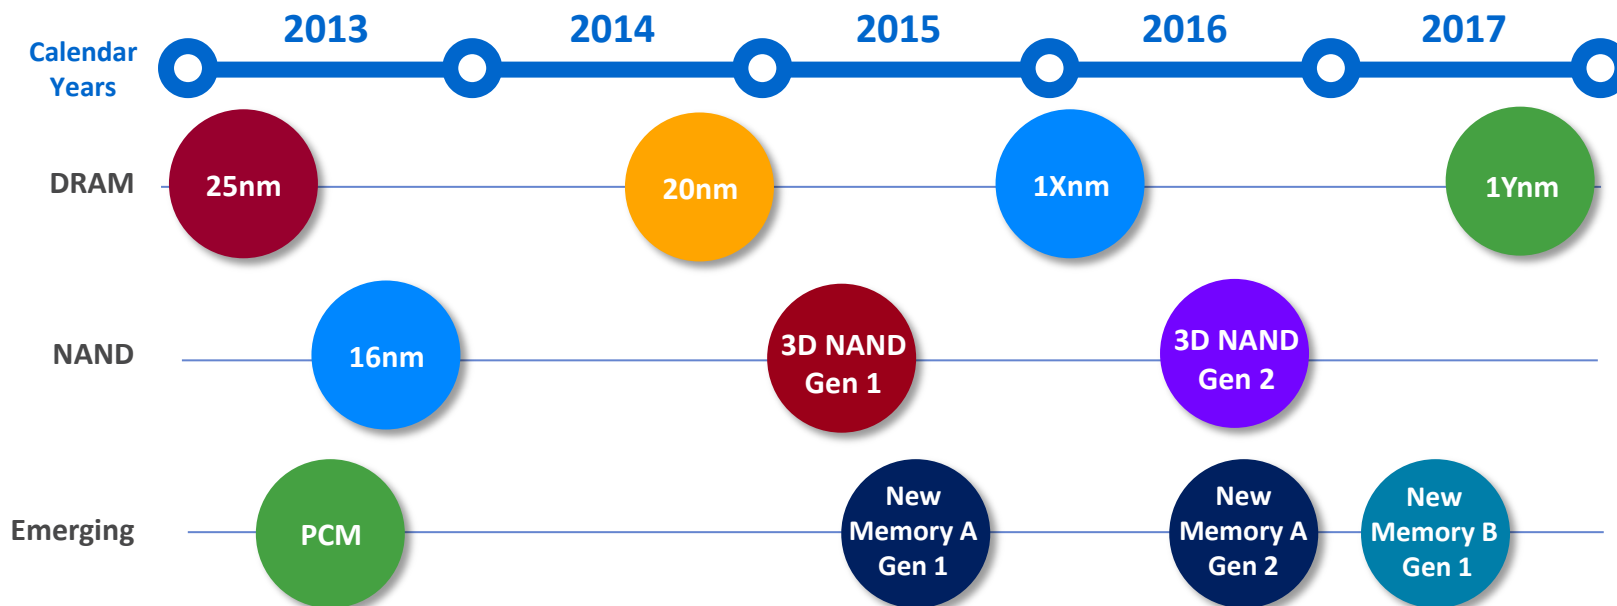 2013
2014
2015
2016
2017
Calendar
Years
DRAM
25nm
20nm
1Xnm
1Ynm
NAND
16nm
3D NAND
Gen 1
3D NAND
Gen 2
Emerging
PCM
New
Memory A
Gen 1
New
Memory A
Gen 2
New
Memory B
Gen 1